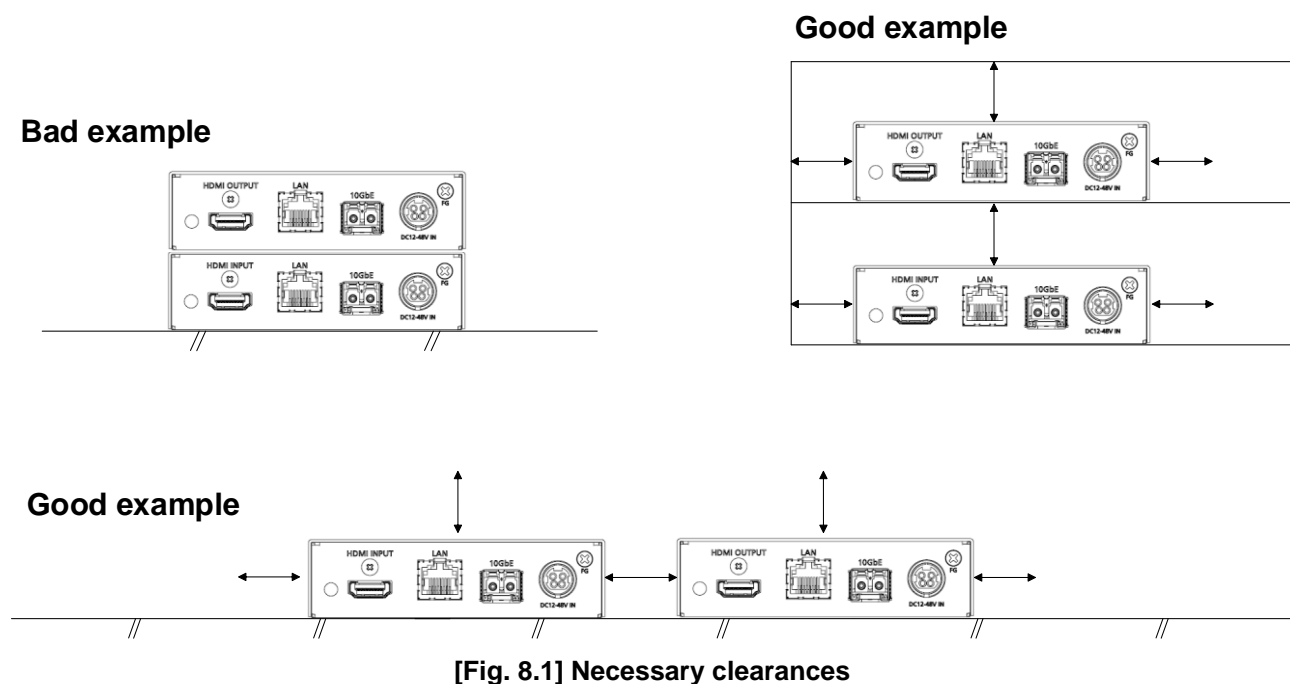 Good example
Bad example
HDMI OUTPUT
LAN
10GbE
FG
DC12-48V IN
HDMI INPUT
LAN
10GbE
FG
DC12-48V IN
HDMI OUTPUT
LAN
10GbE
FG
DC12-48V IN
HDMI INPUT
LAN
10GbE
FG
DC12-48V IN
Good example
HDMI INPUT
LAN
10GbE
FG
DC12-48V IN
HDMI OUTPUT
LAN
10GbE
FG
DC12-48V IN
[Fig. 8.1] Necessary clearances